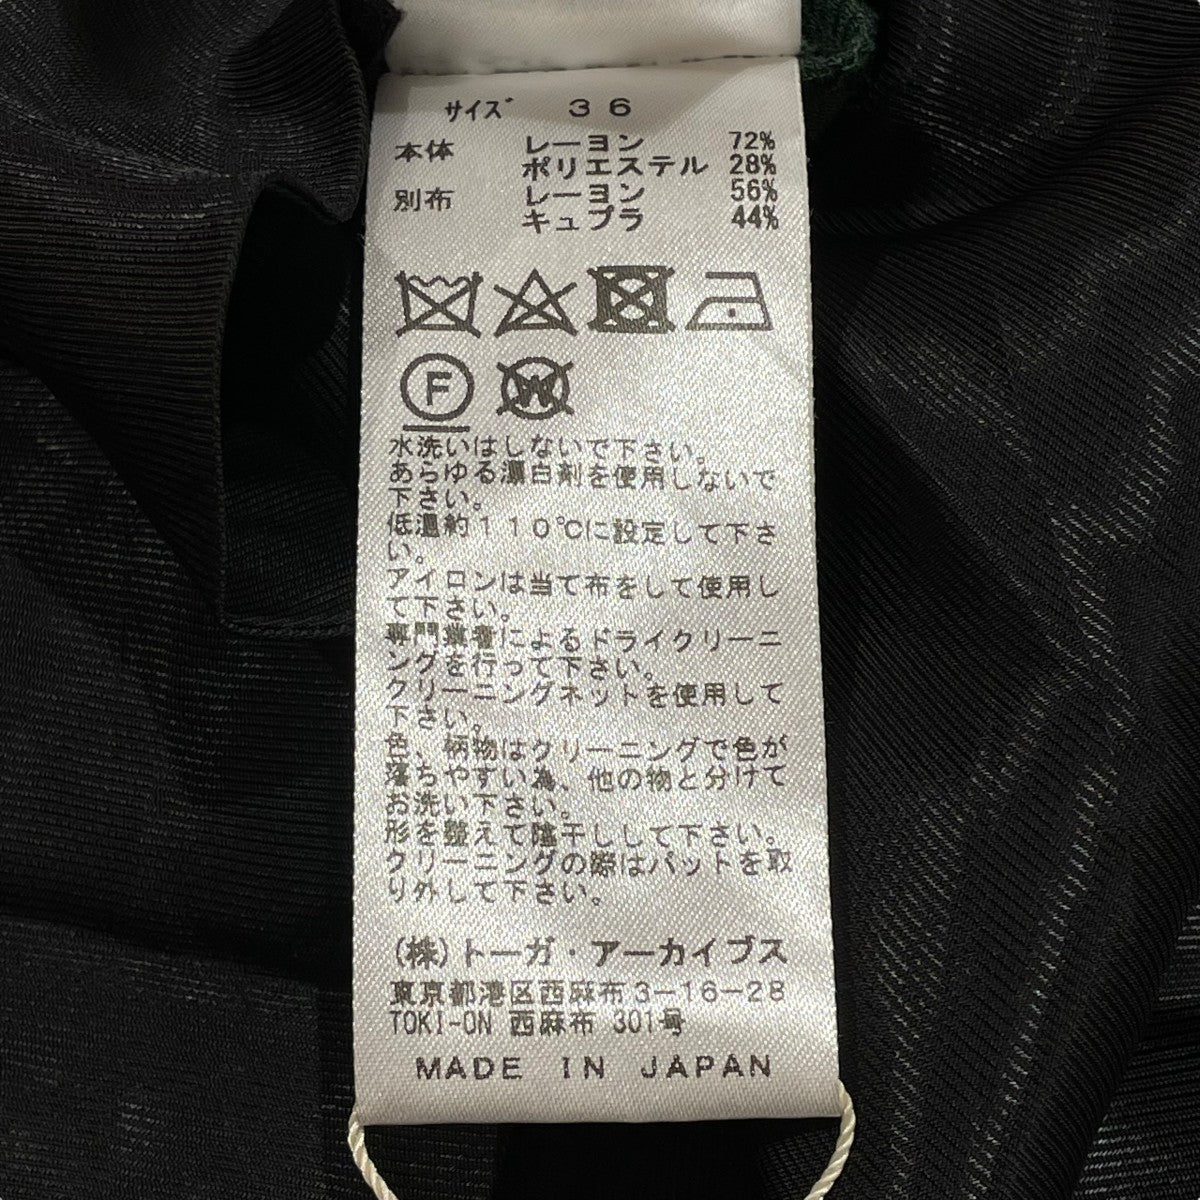 サイズ 36
本体 レーヨン 72%
ポリエステル 28%
別布 レーヨン 56%
キュプラ 44%
F
W
水洗いはしないで下さい。
あらゆる漂白剤を使用しないで
下さい。
低温約110℃に設定して下さ
い。
アイロンは当て布をして使用し
て下さい。
専門業者によるドライクリーニ
ングを行って下さい。
クリーニングネットを使用して
下さい。
色、柄物はクリーニングで色が
落ちやすい為、他の物と分けて
お洗い下さい。
形を整えて陰干しして下さい。
クリーニングの際はパットを取
り外して下さい。
(株)トーガ・アーカイブス
東京都港区西麻布3-16-28
TOKI-ON 西麻布 301号
MADE IN JAPAN